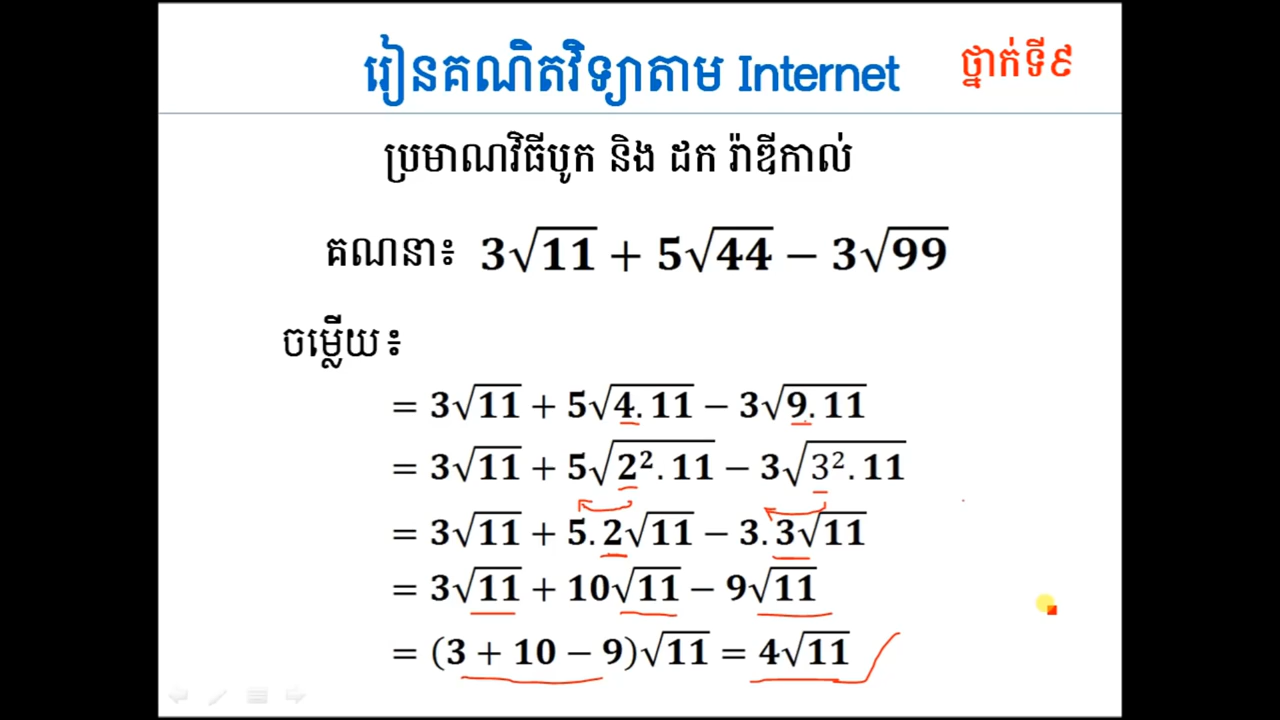 រៀនគណិតវិទ្យាតាម Internet
ថ្នាក់ទី៩
ប្រមាណវិធីបូក និង ដក រ៉ាឌីកាល់
គណនា៖ 3√11 + 5√44 − 3√99
ចម្លើយ៖
= 3√11 + 5√4.11 − 3√9.11
= 3√11 + 5√2².11 − 3√3².11
= 3√11 + 5.2√11 − 3.3√11
= 3√11 + 10√11 − 9√11
= (3 + 10 − 9)√11 = 4√11